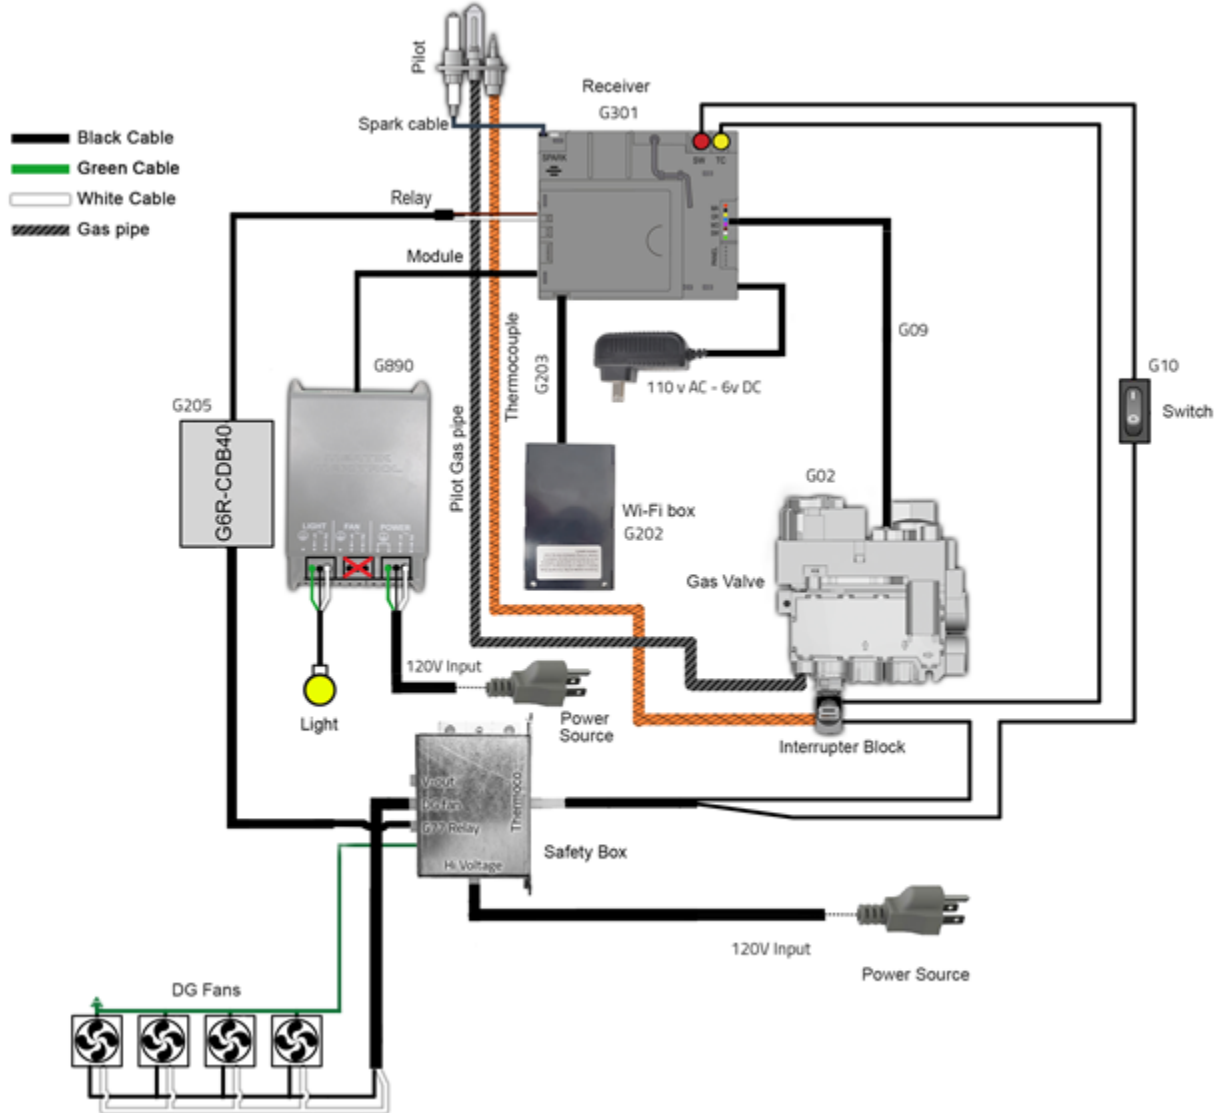 Pilot
Receiver
G301
Spark cable
Black Cable
Green Cable
White Cable
Gas pipe
SPARK
SW TC
Relay
Module
PANEL
G09
G10
Switch
G203
Thermocouple
Pilot Gas pipe
110 v AC - 6v DC
G890
G205
G6R-CDB40
LIGHT FAN POWER
Wi-Fi box
G202
G02
Gas Valve
120V Input
Power
Source
Light
Interrupter Block
V-out
DG fan
G77 Relay
Thermoco
Hi Voltage
Safety Box
120V Input
Power Source
DG Fans